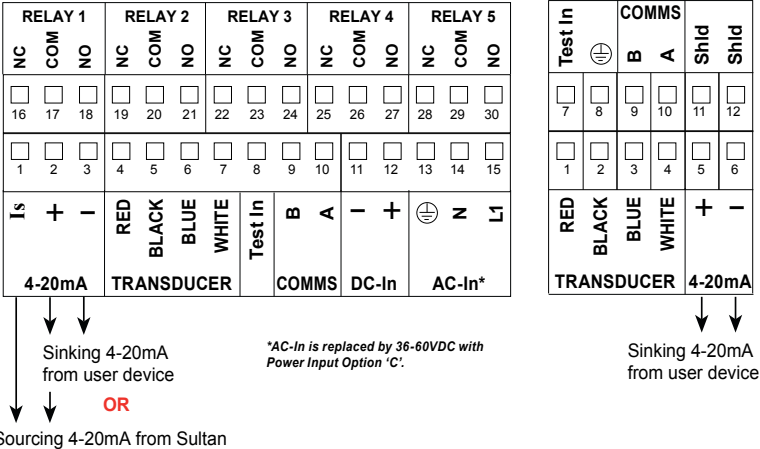 RELAY 1 RELAY 2 RELAY 3 RELAY 4 RELAY 5
NC COM NO NC COM NO NC COM NO NC COM NO NC COM NO
16 17 18 19 20 21 22 23 24 25 26 27 28 29 30
1 2 3 4 5 6 7 8 9 10 11 12 13 14 15
Is + − RED BLACK BLUE WHITE Test In B A − + N L1
4-20mA TRANSDUCER COMMS DC-In AC-In*
Sinking 4-20mA
from user device
OR
Sourcing 4-20mA from Sultan
*AC-In is replaced by 36-60VDC with
Power Input Option ‘C’.
COMMS
Test In B A Shld Shld
7 8 9 10 11 12
1 2 3 4 5 6
RED BLACK BLUE WHITE + −
TRANSDUCER 4-20mA
Sinking 4-20mA
from user device